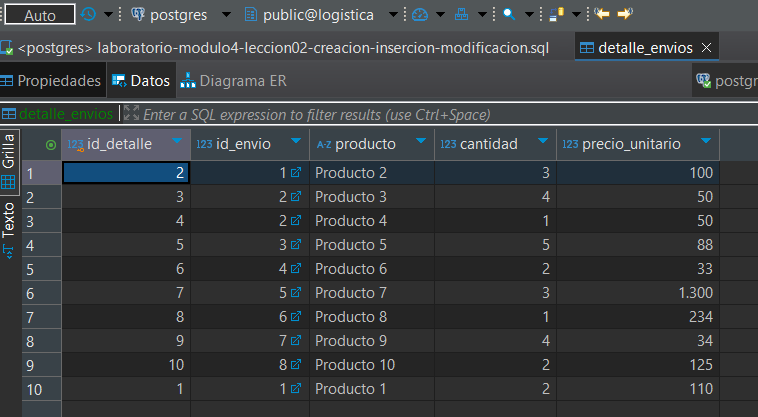 Auto postgres public@logistica
<postgres> laboratorio-modulo4-leccion02-creacion-insercion-modificacion.sql detalle_envios
Propiedades Datos Diagrama ER postgr
detalle_envios Enter a SQL expression to filter results (use Ctrl+Space)
Grilla
Texto
123 id_detalle 123 id_envio A-Z producto 123 cantidad 123 precio_unitario
1 2 1 Producto 2 3 100
2 3 2 Producto 3 4 50
3 4 2 Producto 4 1 50
4 5 3 Producto 5 5 88
5 6 4 Producto 6 2 33
6 7 5 Producto 7 3 1.300
7 8 6 Producto 8 1 234
8 9 7 Producto 9 4 34
9 10 8 Producto 10 2 125
10 1 1 Producto 1 2 110